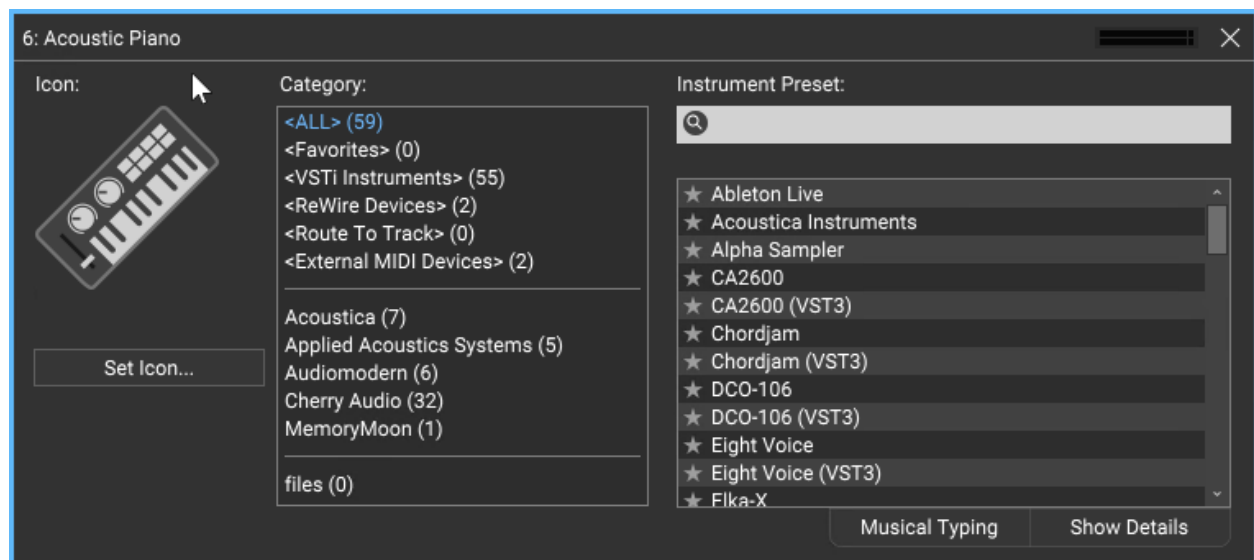 6: Acoustic Piano
Icon:
Set Icon...
Category:
<ALL> (59)
<Favorites> (0)
<VSTi Instruments> (55)
<ReWire Devices> (2)
<Route To Track> (0)
<External MIDI Devices> (2)
Acoustica (7)
Applied Acoustics Systems (5)
Audiomodern (6)
Cherry Audio (32)
MemoryMoon (1)
files (0)
Instrument Preset:
Ableton Live
Acoustica Instruments
Alpha Sampler
CA2600
CA2600 (VST3)
Chordjam
Chordjam (VST3)
DCO-106
DCO-106 (VST3)
Eight Voice
Eight Voice (VST3)
Elka-X
Musical Typing
Show Details